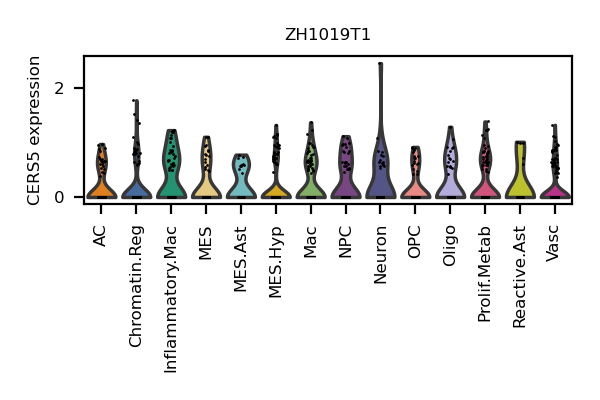 ZH1019T1
CERS5 expression
2
0
AC
Chromatin.Reg
Inflammatory.Mac
MES
MES.Ast
MES.Hyp
Mac
NPC
Neuron
OPC
Oligo
Prolif.Metab
Reactive.Ast
Vasc